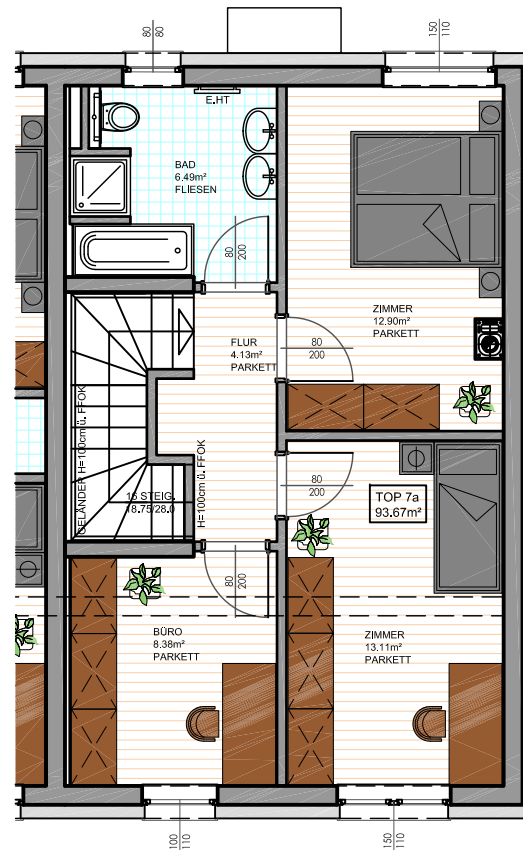 80
80
150
110
E.HT
BAD
6.49m²
FLIESEN
80
200
ZIMMER
12.90m²
PARKETT
FLUR
4.13m²
PARKETT
80
200
GELÄNDER H=100cm ü. FFOK
H=100cm ü. FFOK
16 STEIG.
18.75/28.0
80
200
TOP 7a
93.67m²
80
200
BÜRO
8.38m²
PARKETT
ZIMMER
13.11m²
PARKETT
100
110
150
110